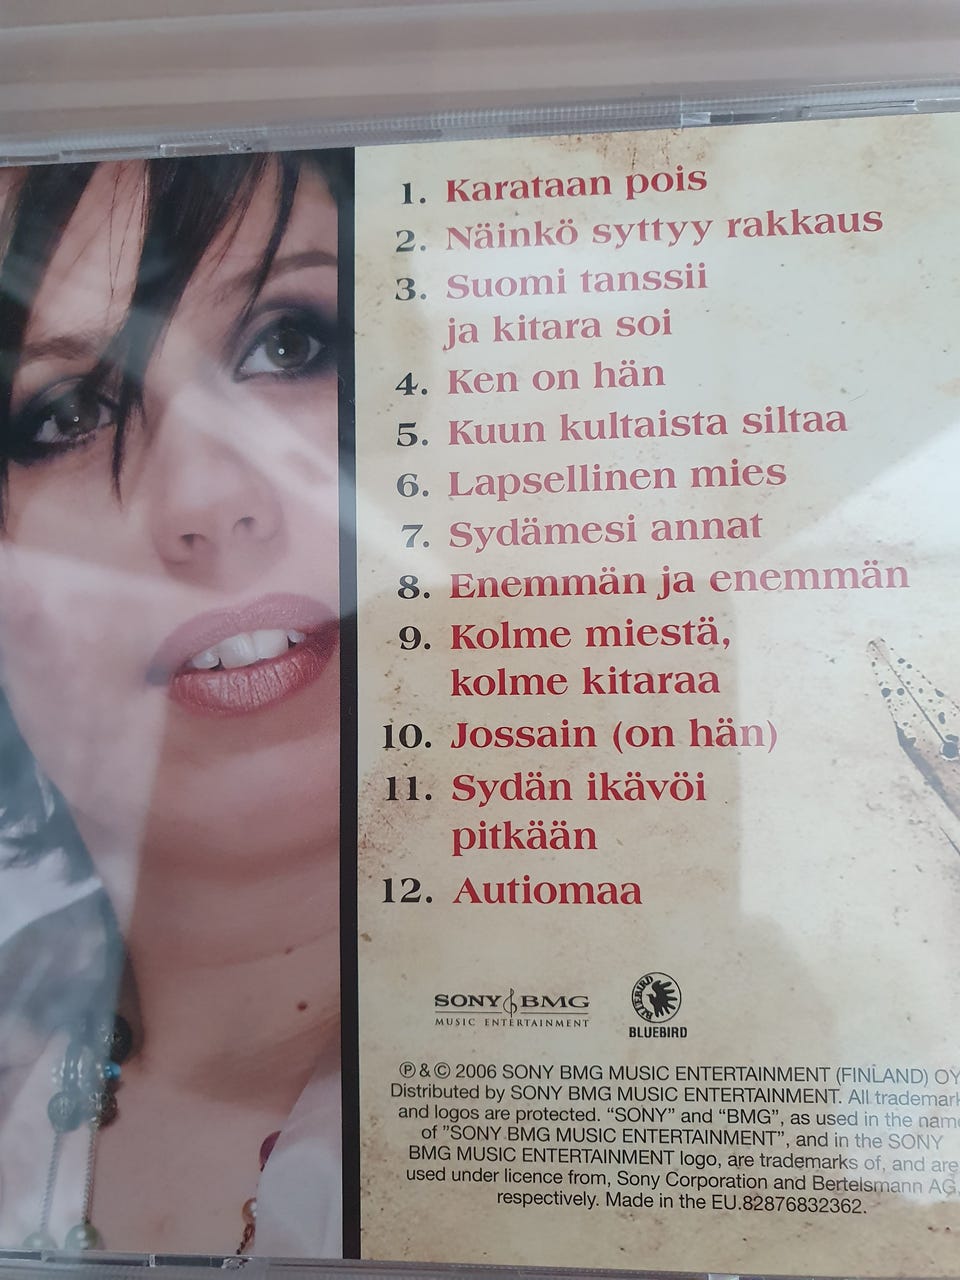 1. Karataan pois
2. Näinkö syttyy rakkaus
3. Suomi tanssii
ja kitara soi
4. Ken on hän
5. Kuun kultaista siltaa
6. Lapsellinen mies
7. Sydämesi annat
8. Enemmän ja enemmän
9. Kolme miestä,
kolme kitaraa
10. Jossain (on hän)
11. Sydän ikävöi
pitkään
12. Autiomaa
SONY BMG
MUSIC ENTERTAINMENT
BLUEBIRD
BLUEBIRD
℗ & © 2006 SONY BMG MUSIC ENTERTAINMENT (FINLAND) OY
Distributed by SONY BMG MUSIC ENTERTAINMENT. All trademark
and logos are protected. “SONY” and “BMG”, as used in the name
of ”SONY BMG MUSIC ENTERTAINMENT”, and in the SONY
BMG MUSIC ENTERTAINMENT logo, are trademarks of, and are
used under licence from, Sony Corporation and Bertelsmann AG,
respectively. Made in the EU.82876832362.